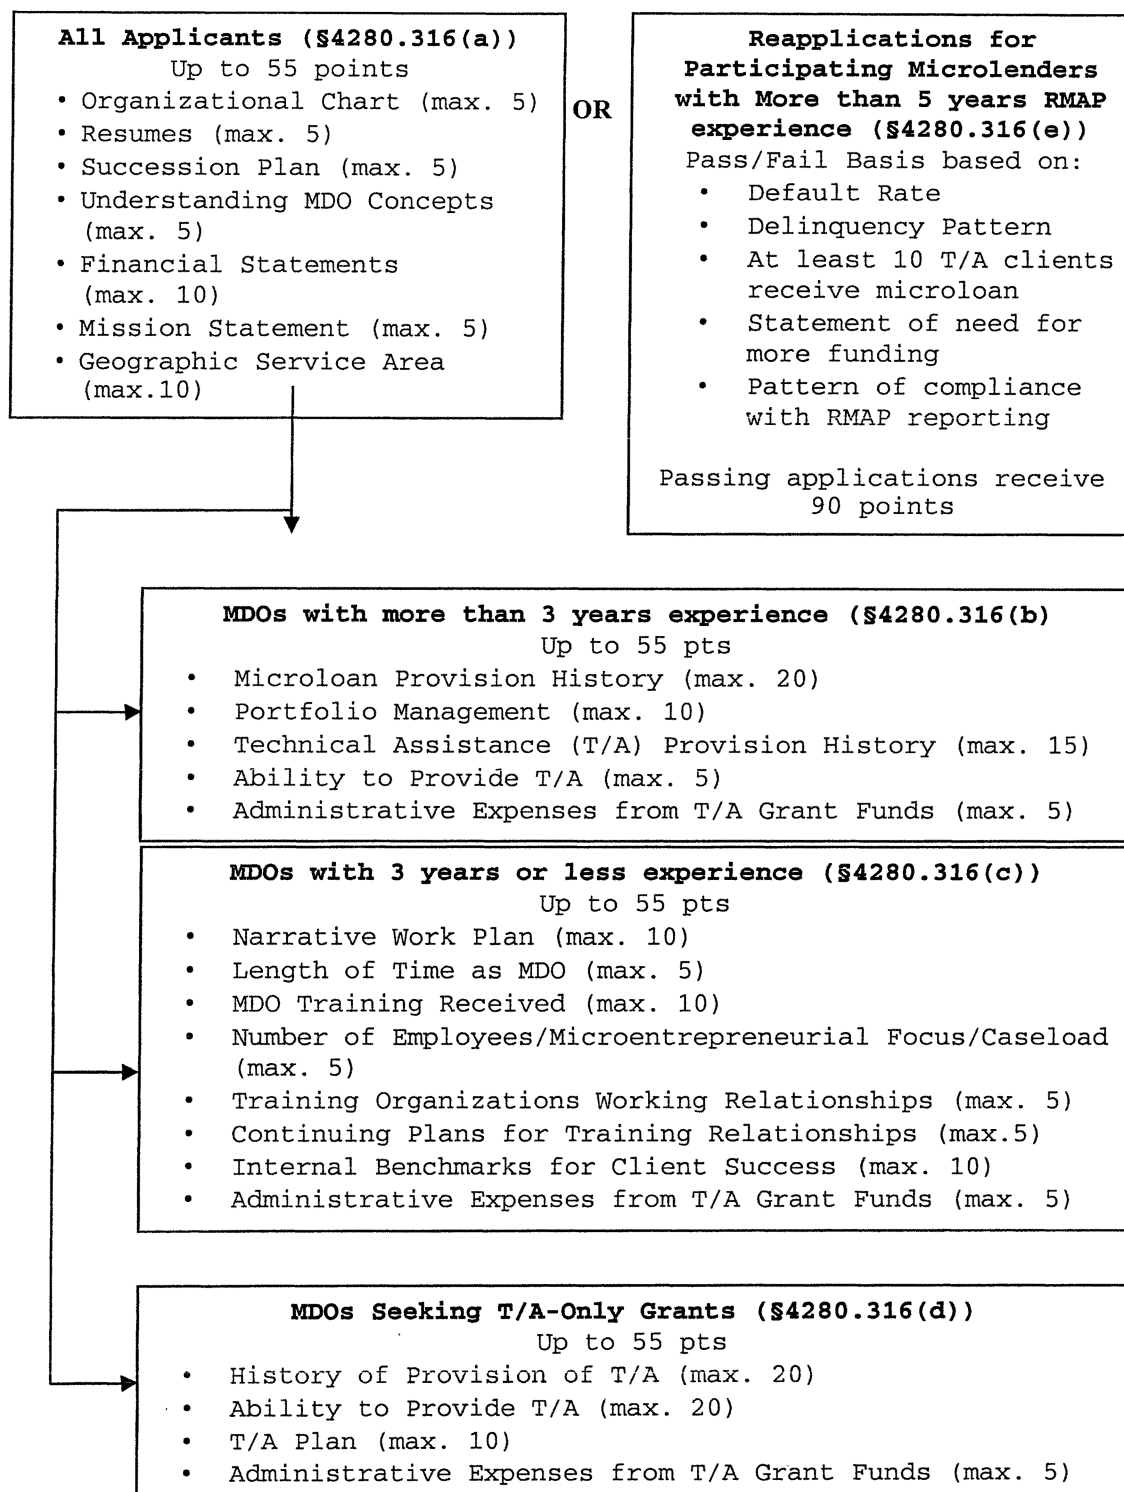 All Applicants (§4280.316(a))
Up to 55 points
• Organizational Chart (max. 5)
• Resumes (max. 5)
• Succession Plan (max. 5)
• Understanding MDO Concepts
(max. 5)
• Financial Statements
(max. 10)
• Mission Statement (max. 5)
• Geographic Service Area
(max.10)
OR
Reapplications for
Participating Microlenders
with More than 5 years RMAP
experience (§4280.316(e))
Pass/Fail Basis based on:
• Default Rate
• Delinquency Pattern
• At least 10 T/A clients
receive microloan
• Statement of need for
more funding
• Pattern of compliance
with RMAP reporting
Passing applications receive
90 points
MDOs with more than 3 years experience (§4280.316(b)
Up to 55 pts
• Microloan Provision History (max. 20)
• Portfolio Management (max. 10)
• Technical Assistance (T/A) Provision History (max. 15)
• Ability to Provide T/A (max. 5)
• Administrative Expenses from T/A Grant Funds (max. 5)
MDOs with 3 years or less experience (§4280.316(c))
Up to 55 pts
• Narrative Work Plan (max. 10)
• Length of Time as MDO (max. 5)
• MDO Training Received (max. 10)
• Number of Employees/Microentrepreneurial Focus/Caseload
(max. 5)
• Training Organizations Working Relationships (max. 5)
• Continuing Plans for Training Relationships (max.5)
• Internal Benchmarks for Client Success (max. 10)
• Administrative Expenses from T/A Grant Funds (max. 5)
MDOs Seeking T/A-Only Grants (§4280.316(d))
Up to 55 pts
• History of Provision of T/A (max. 20)
• Ability to Provide T/A (max. 20)
• T/A Plan (max. 10)
• Administrative Expenses from T/A Grant Funds (max. 5)